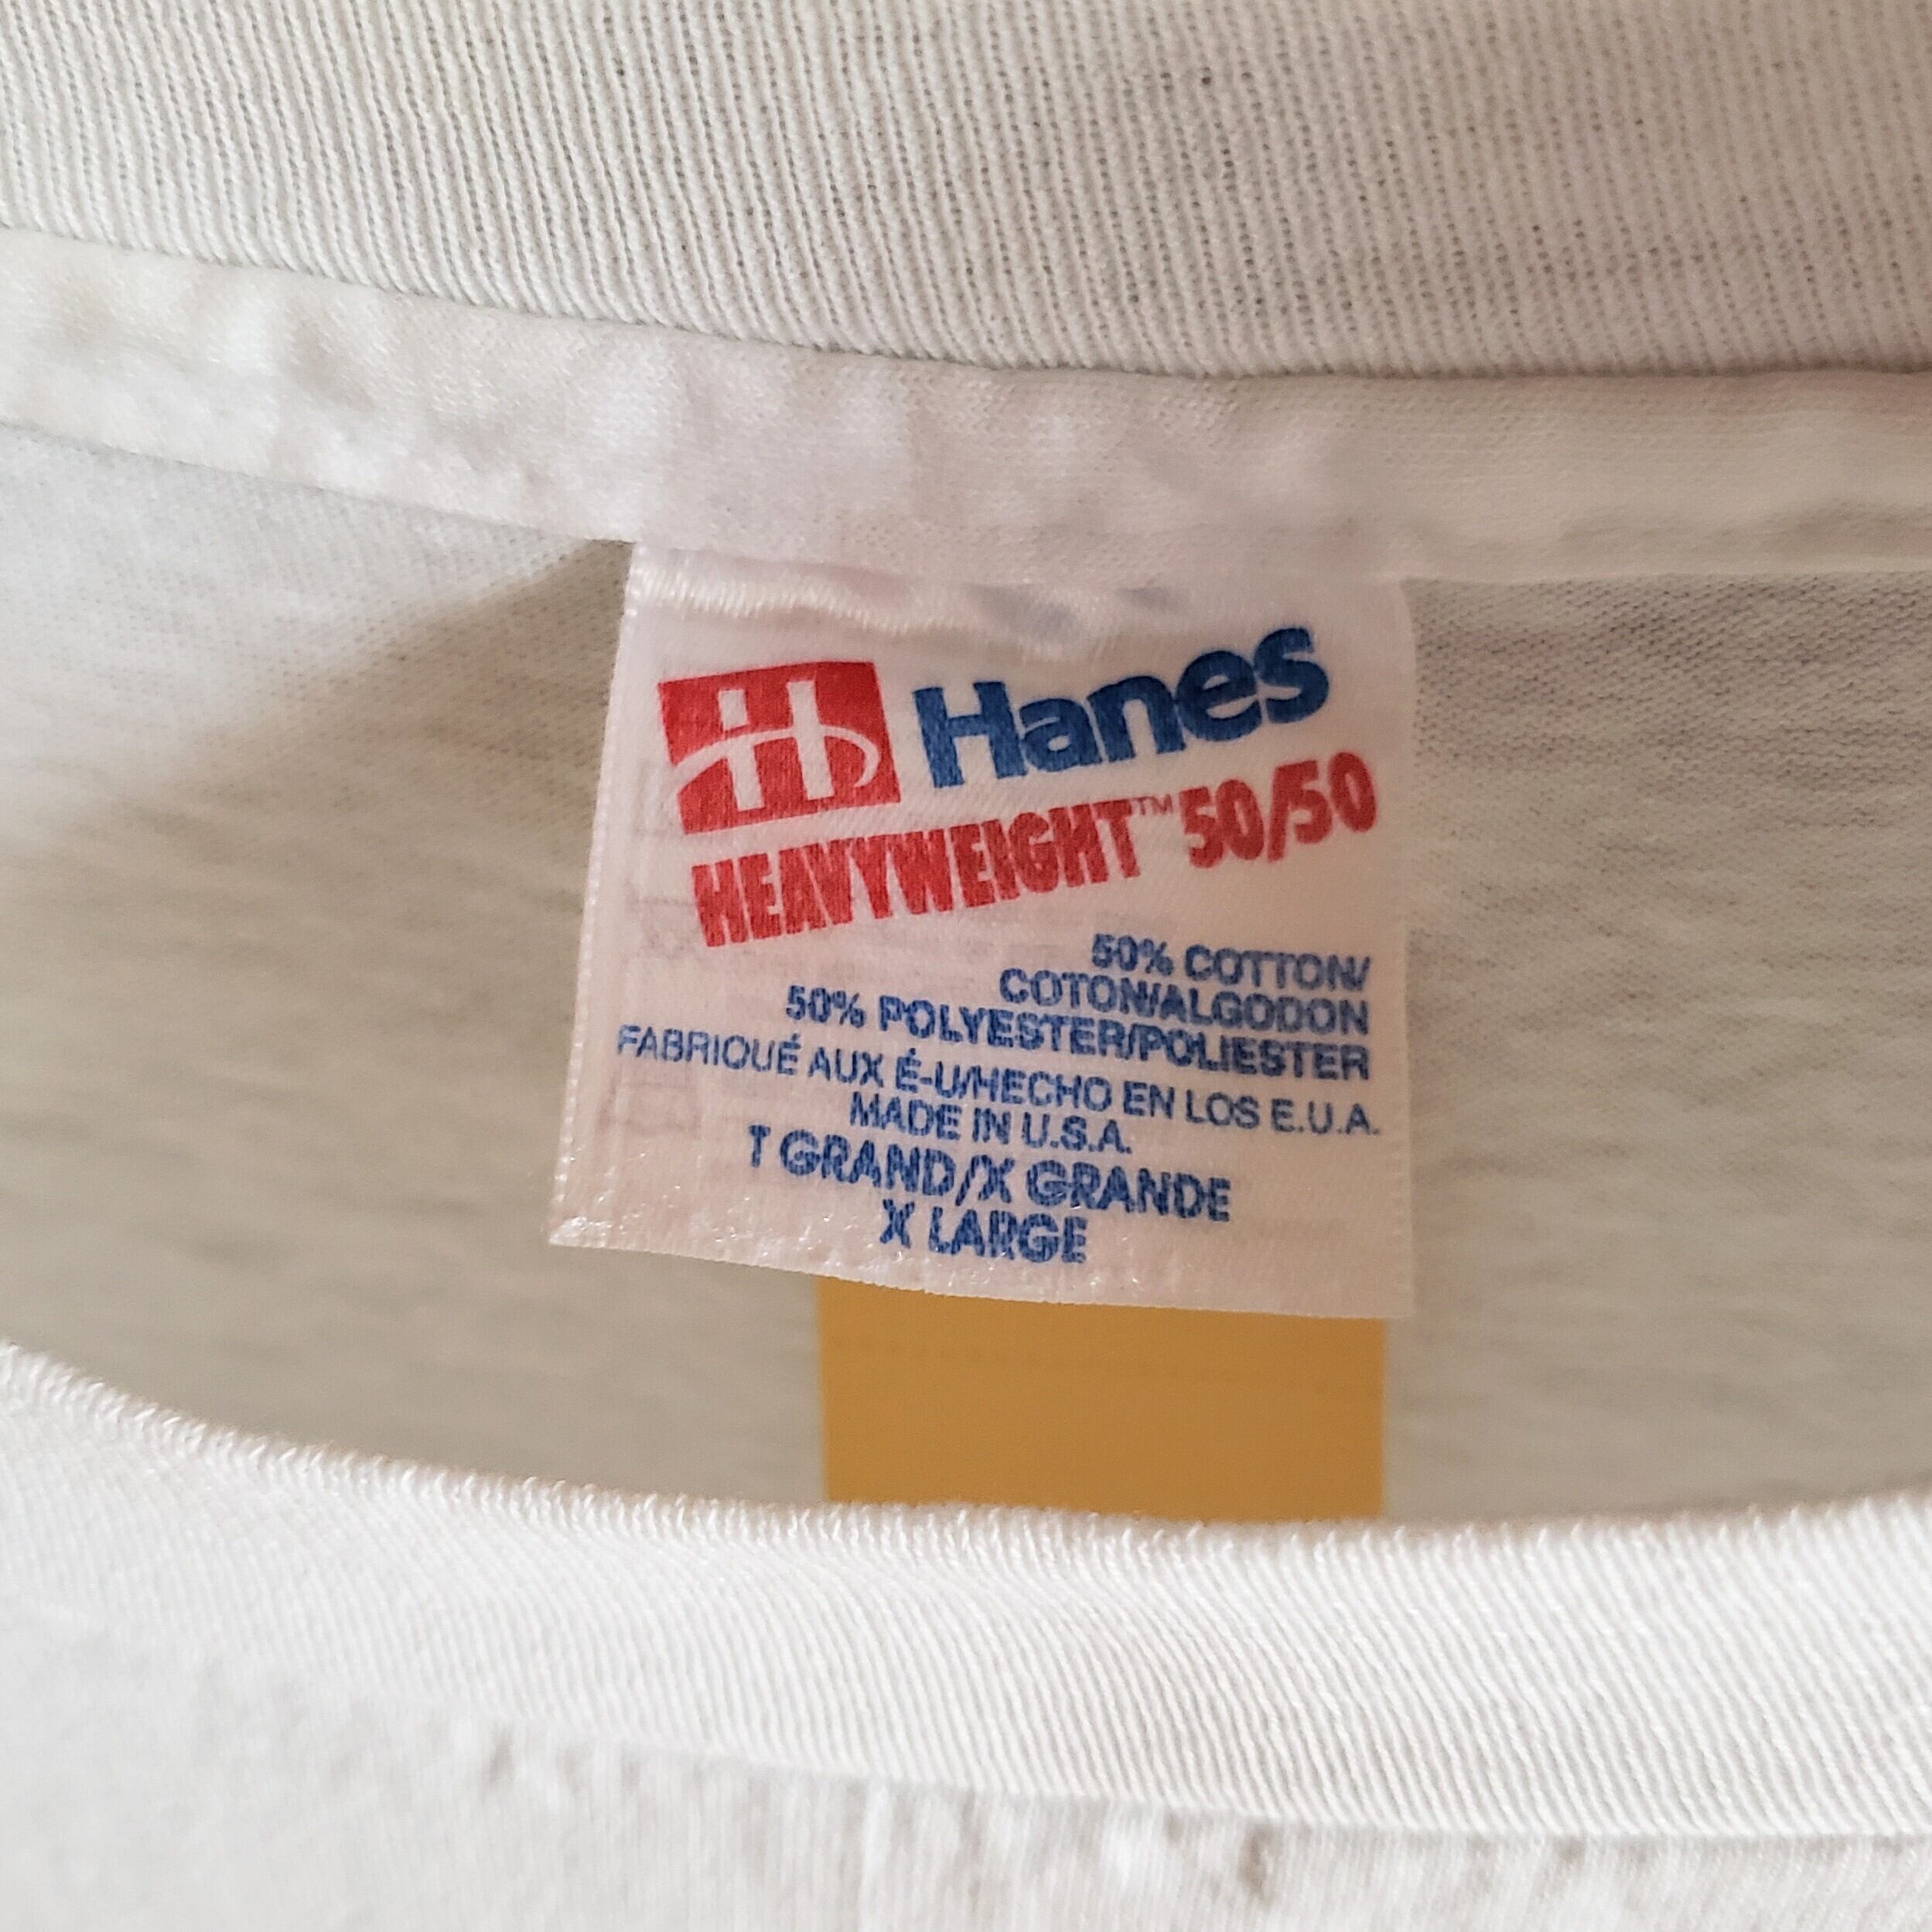 H Hanes
HEAVYWEIGHT™ 50/50
50% COTTON/
COTON/ALGODON
50% POLYESTER/POLIESTER
FABRIQUÉ AUX É-U/HECHO EN LOS E.U.A.
MADE IN U.S.A.
T GRAND/X GRANDE
X LARGE